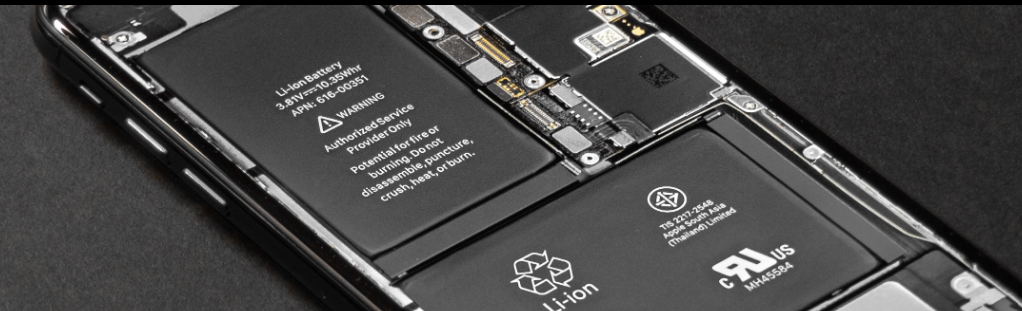 Li-ion Battery
3.81V⎓10.35Whr
APN: 616-00351
WARNING
Authorized Service
Provider Only
Potential for fire or
burning. Do not
disassemble, puncture,
crush, heat, or burn.
TIS 2217-2548
Apple South Asia
(Thailand) Limited
Li-ion
c RU US
MH45584